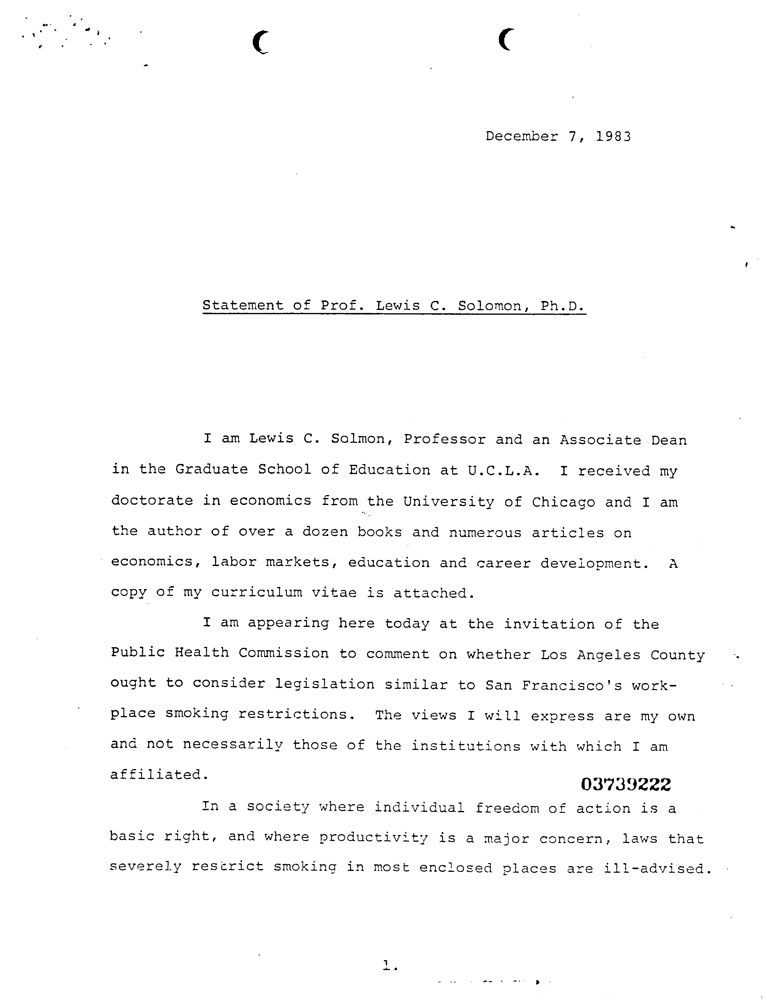 December 7, 1983
Statement of Prof. Lewis C. Solomon, Ph.D.
I am Lewis C. Solmon, Professor and an Associate Dean
in the Graduate School of Education at U.C.L.A. I received my
doctorate in economics from the University of Chicago and I am
the author of over a dozen books and numerous articles on
economics, labor markets, education and career development. A
copy of my curriculum vitae is attached.
I am appearing here today at the invitation of the
Public Health Commission to comment on whether Los Angeles County
ought to consider legislation similar to San Francisco's work-
place smoking restrictions. The views I will express are my own
and not necessarily those of the institutions with which I am
affiliated.
03739222
In a society where individual freedom of action is a
basic right, and where productivity is a major concern, laws that
severely restrict smoking in most enclosed places are ill-advised.
1.